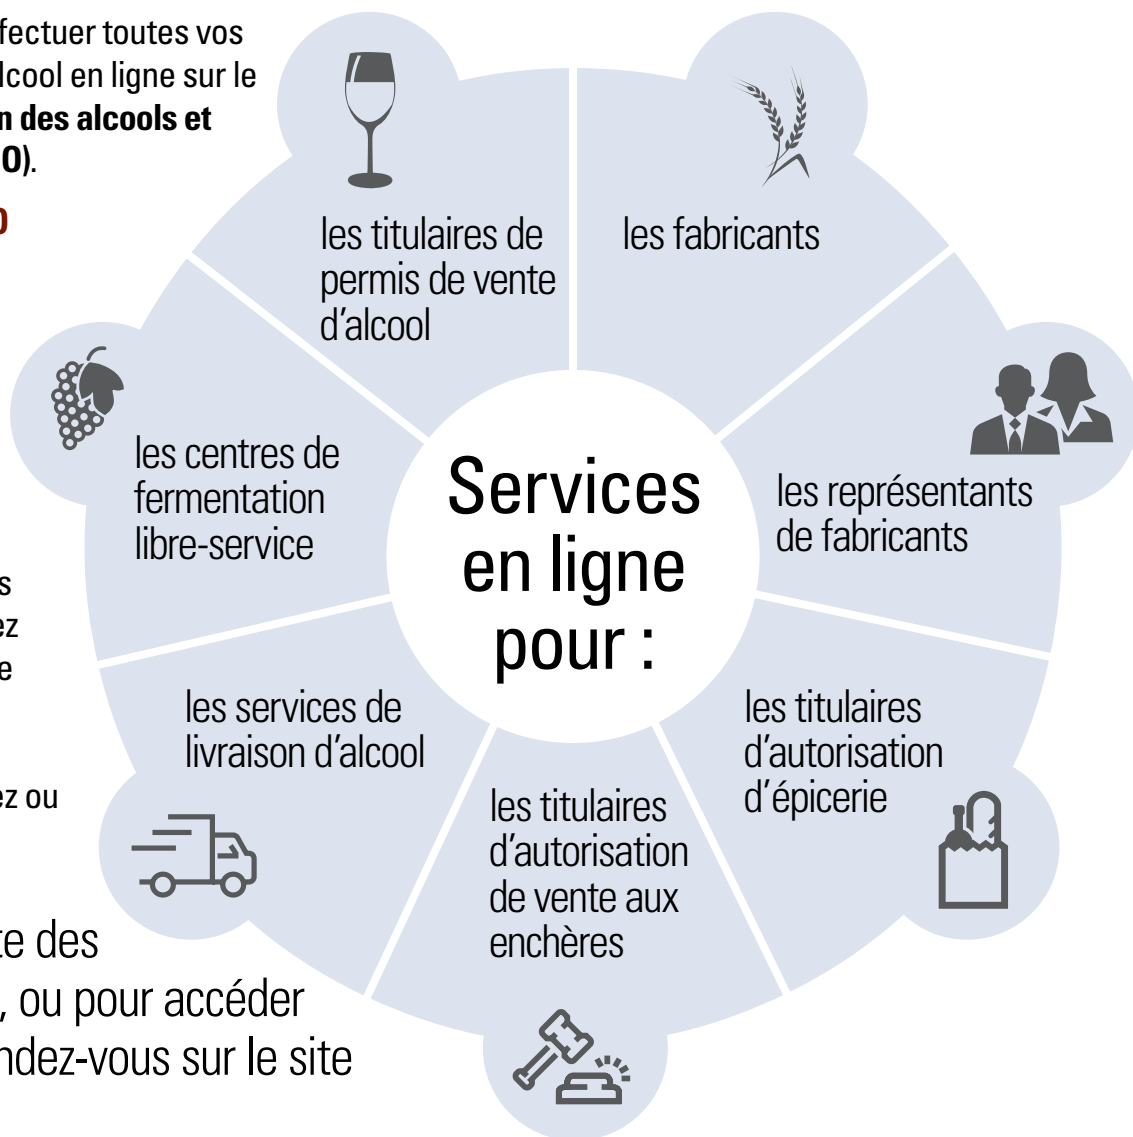 fectuer toutes vos
lcool en ligne sur le
n des alcools et
O).
les titulaires de
permis de vente
d'alcool
les fabricants
les centres de
fermentation
libre-service
Services
en ligne
pour :
les représentants
de fabricants
s
ez
e
les services de
livraison d'alcool
les titulaires
d'autorisation
d'épicerie
ez ou
les titulaires
d'autorisation
de vente aux
enchères
te des
, ou pour accéder
ndez-vous sur le site